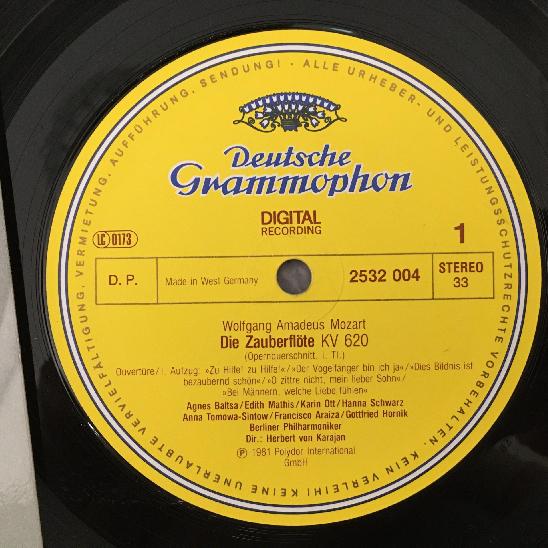 VERMIETUNG, AUFFÜHRUNG, SENDUNG! · ALLE URHEBER- UND LEISTUNGSSCHUTZRECHTE VORBEHALTEN. KEIN VERLEIH! KEINE UNERLAUBTE VERVIELFÄLTIGUNG,
Deutsche
Grammophon
DIGITAL
RECORDING
LC 0173
1
D. P.
Made in West Germany
2532 004
STEREO
33
Wolfgang Amadeus Mozart
Die Zauberflöte KV 620
(Opernquerschnitt, I. Tl.)
Ouvertüre/I. Aufzug: »Zu Hilfe! zu Hilfe!«/»Der Vogelfänger bin ich ja«/»Dies Bildnis ist
bezaubernd schön«/»O zittre nicht, mein lieber Sohn«/
»Bei Männern, welche Liebe fühlen«
Agnes Baltsa/Edith Mathis/Karin Ott/Hanna Schwarz
Anna Tomowa-Sintow/Francisco Araiza/Gottfried Hornik
Berliner Philharmoniker
Dir.: Herbert von Karajan
Ⓟ 1981 Polydor International
GmbH